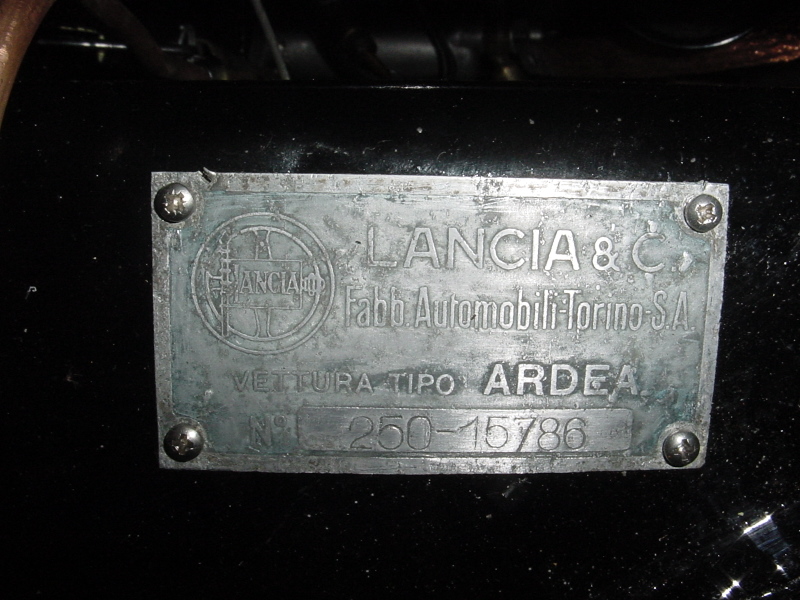 LANCIA
LANCIA & C.
Fabb. Automobili-Torino-S.A.
VETTURA TIPO ARDEA
Nº 250-15786